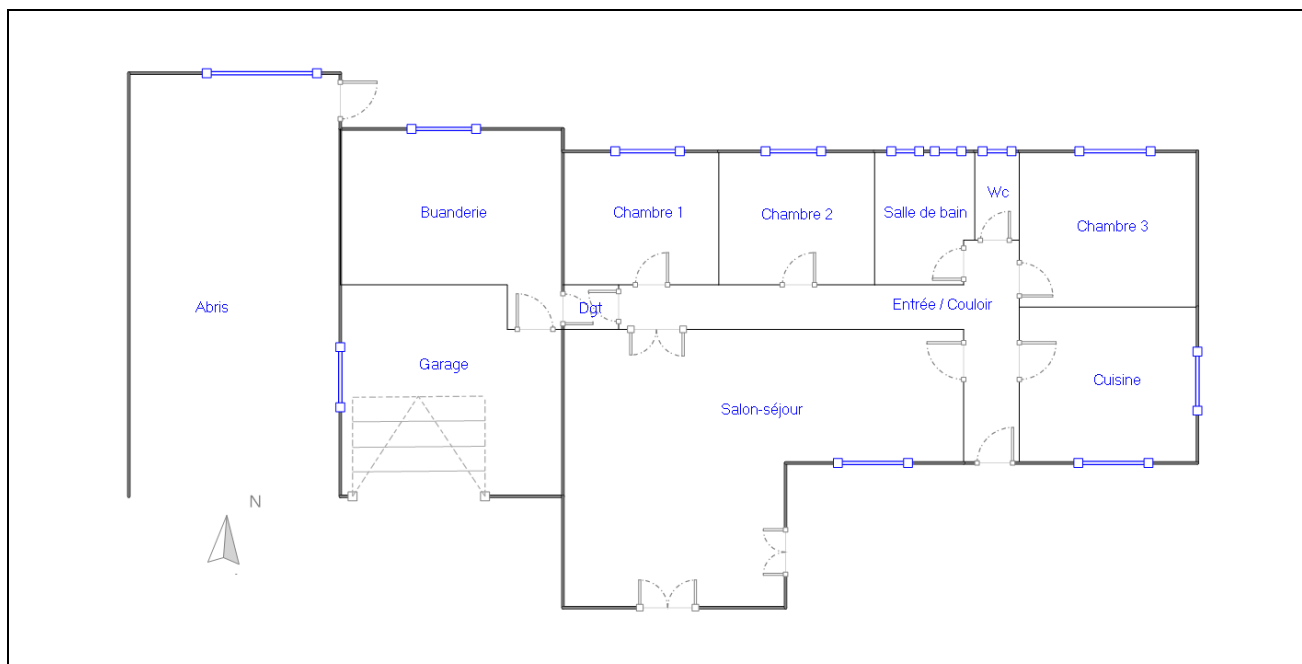 Buanderie
Chambre 1
Chambre 2
Salle de bain
Wc
Chambre 3
Abris
Dgt
Entrée / Couloir
Garage
Cuisine
Salon-séjour
N